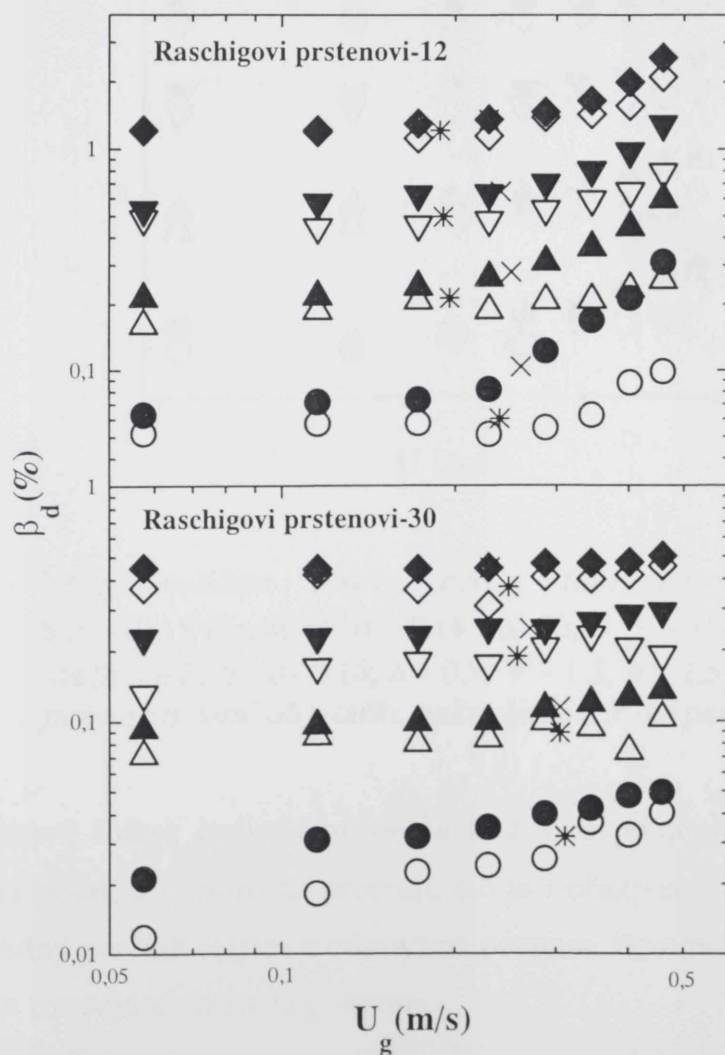 Raschigovi prstenovi-12
1
0,1
β_d (%)
1
Raschigovi prstenovi-30
0,1
0.01
0,05
0,1
0,5
U_g (m/s)